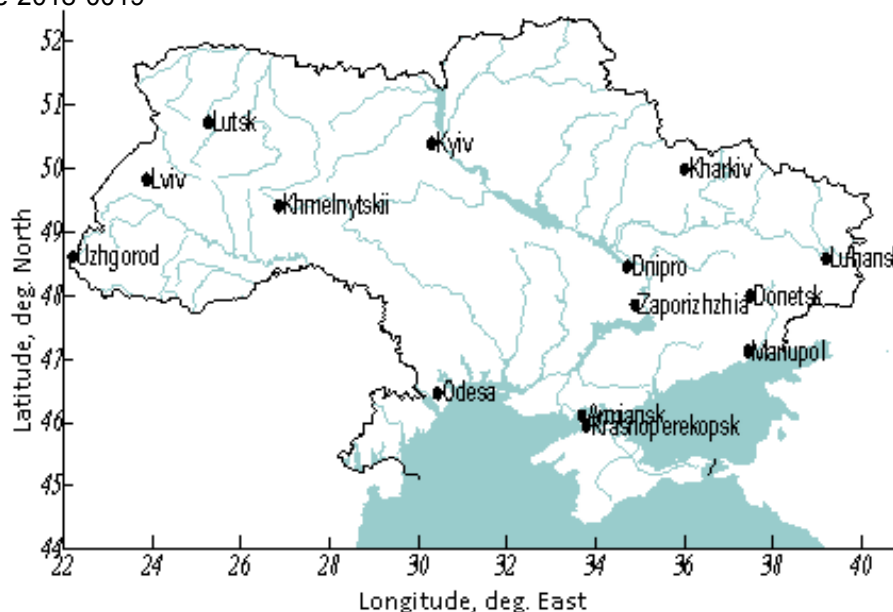 52
51
50
49
48
47
46
45
44
Latitude, deg. North
Lutsk
Kyiv
Kharkiv
Lviv
Khmelnytskii
Uzhgorod
Luhansk
Dnipro
Donetsk
Zaporizhzhia
Mariupol
Odesa
Armiansk
Krasnoperekopsk
22 24 26 28 30 32 34 36 38 40
Longitude, deg. East